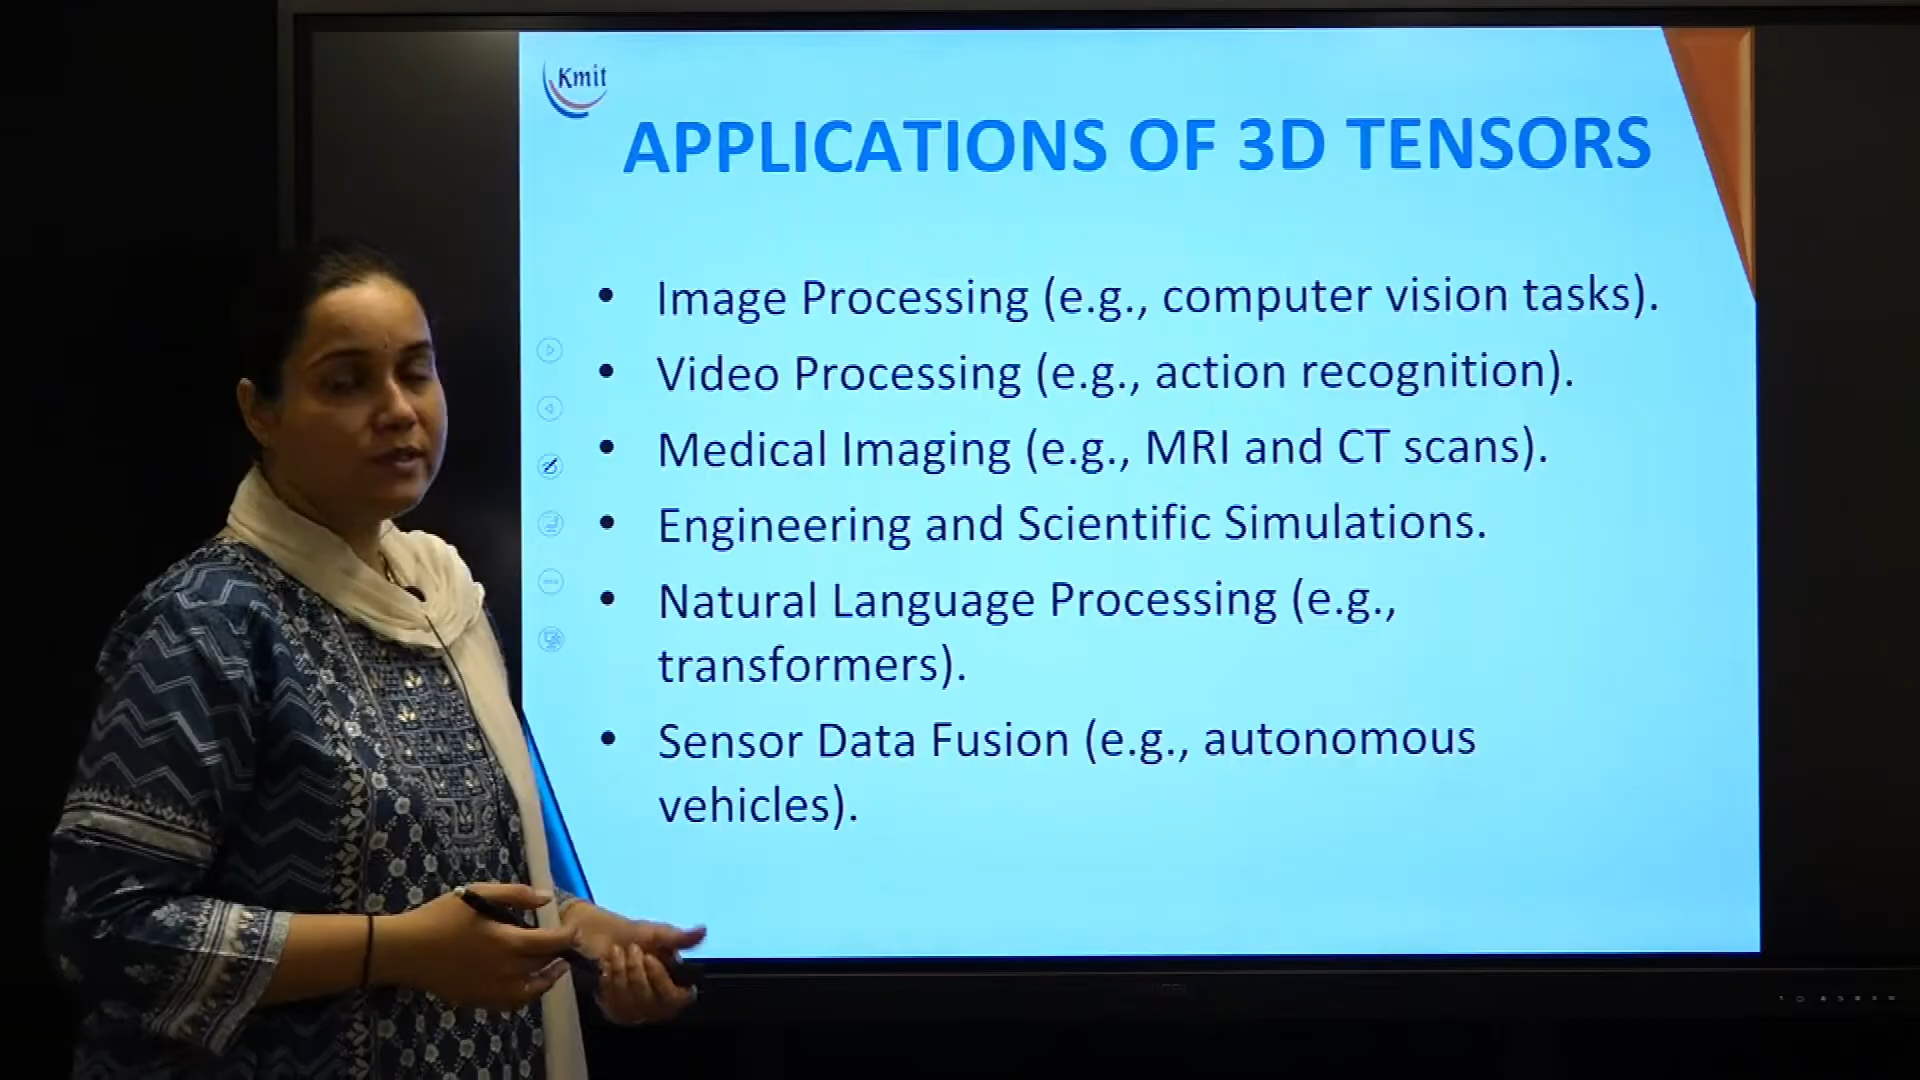 Kmit
APPLICATIONS OF 3D TENSORS
• Image Processing (e.g., computer vision tasks).
• Video Processing (e.g., action recognition).
• Medical Imaging (e.g., MRI and CT scans).
• Engineering and Scientific Simulations.
• Natural Language Processing (e.g.,
transformers).
• Sensor Data Fusion (e.g., autonomous
vehicles).